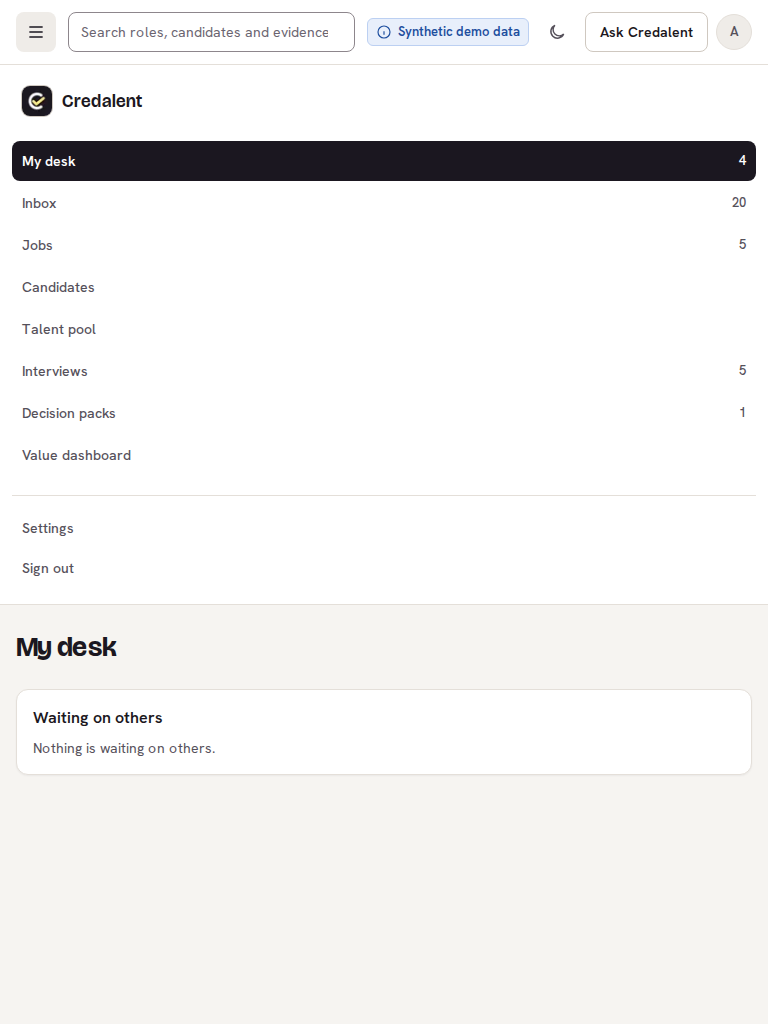 Search roles, candidates and evidence
Synthetic demo data
Ask Credalent
A
Credalent
My desk 4
Inbox 20
Jobs 5
Candidates
Talent pool
Interviews 5
Decision packs 1
Value dashboard
Settings
Sign out
My desk
Waiting on others
Nothing is waiting on others.